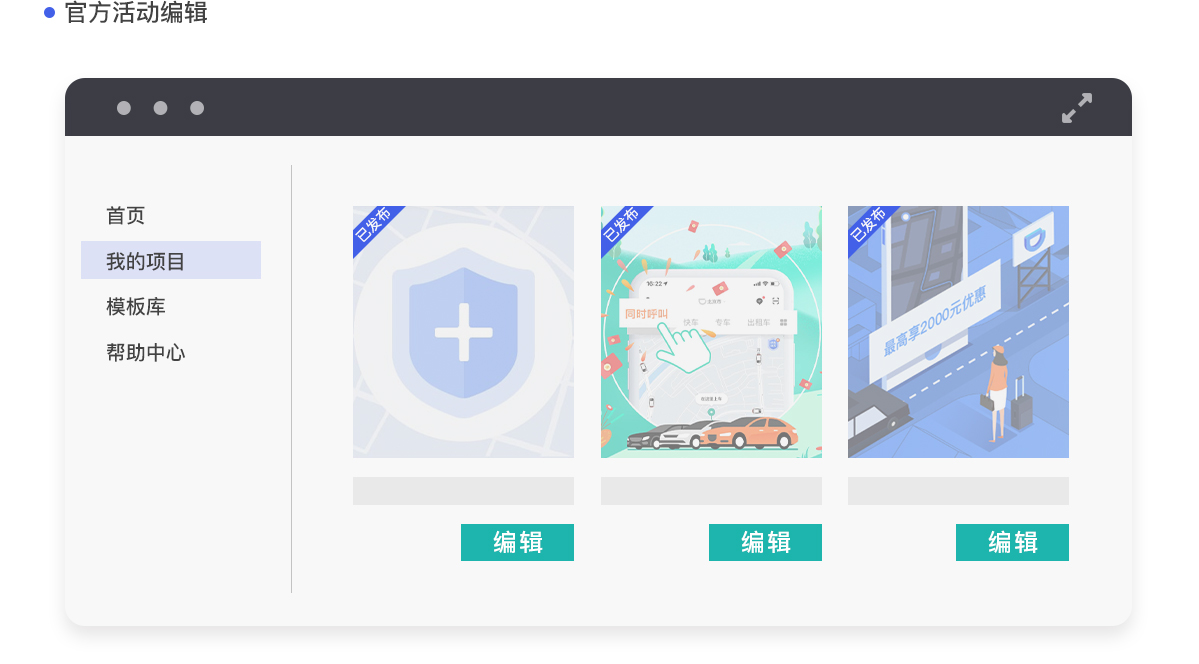 官方活动编辑
首页
我的项目
模板库
帮助中心
已发布
已发布
已发布
16:22
同时呼叫
快车
专车
出租车
最高享2000元优惠
编辑
编辑
编辑